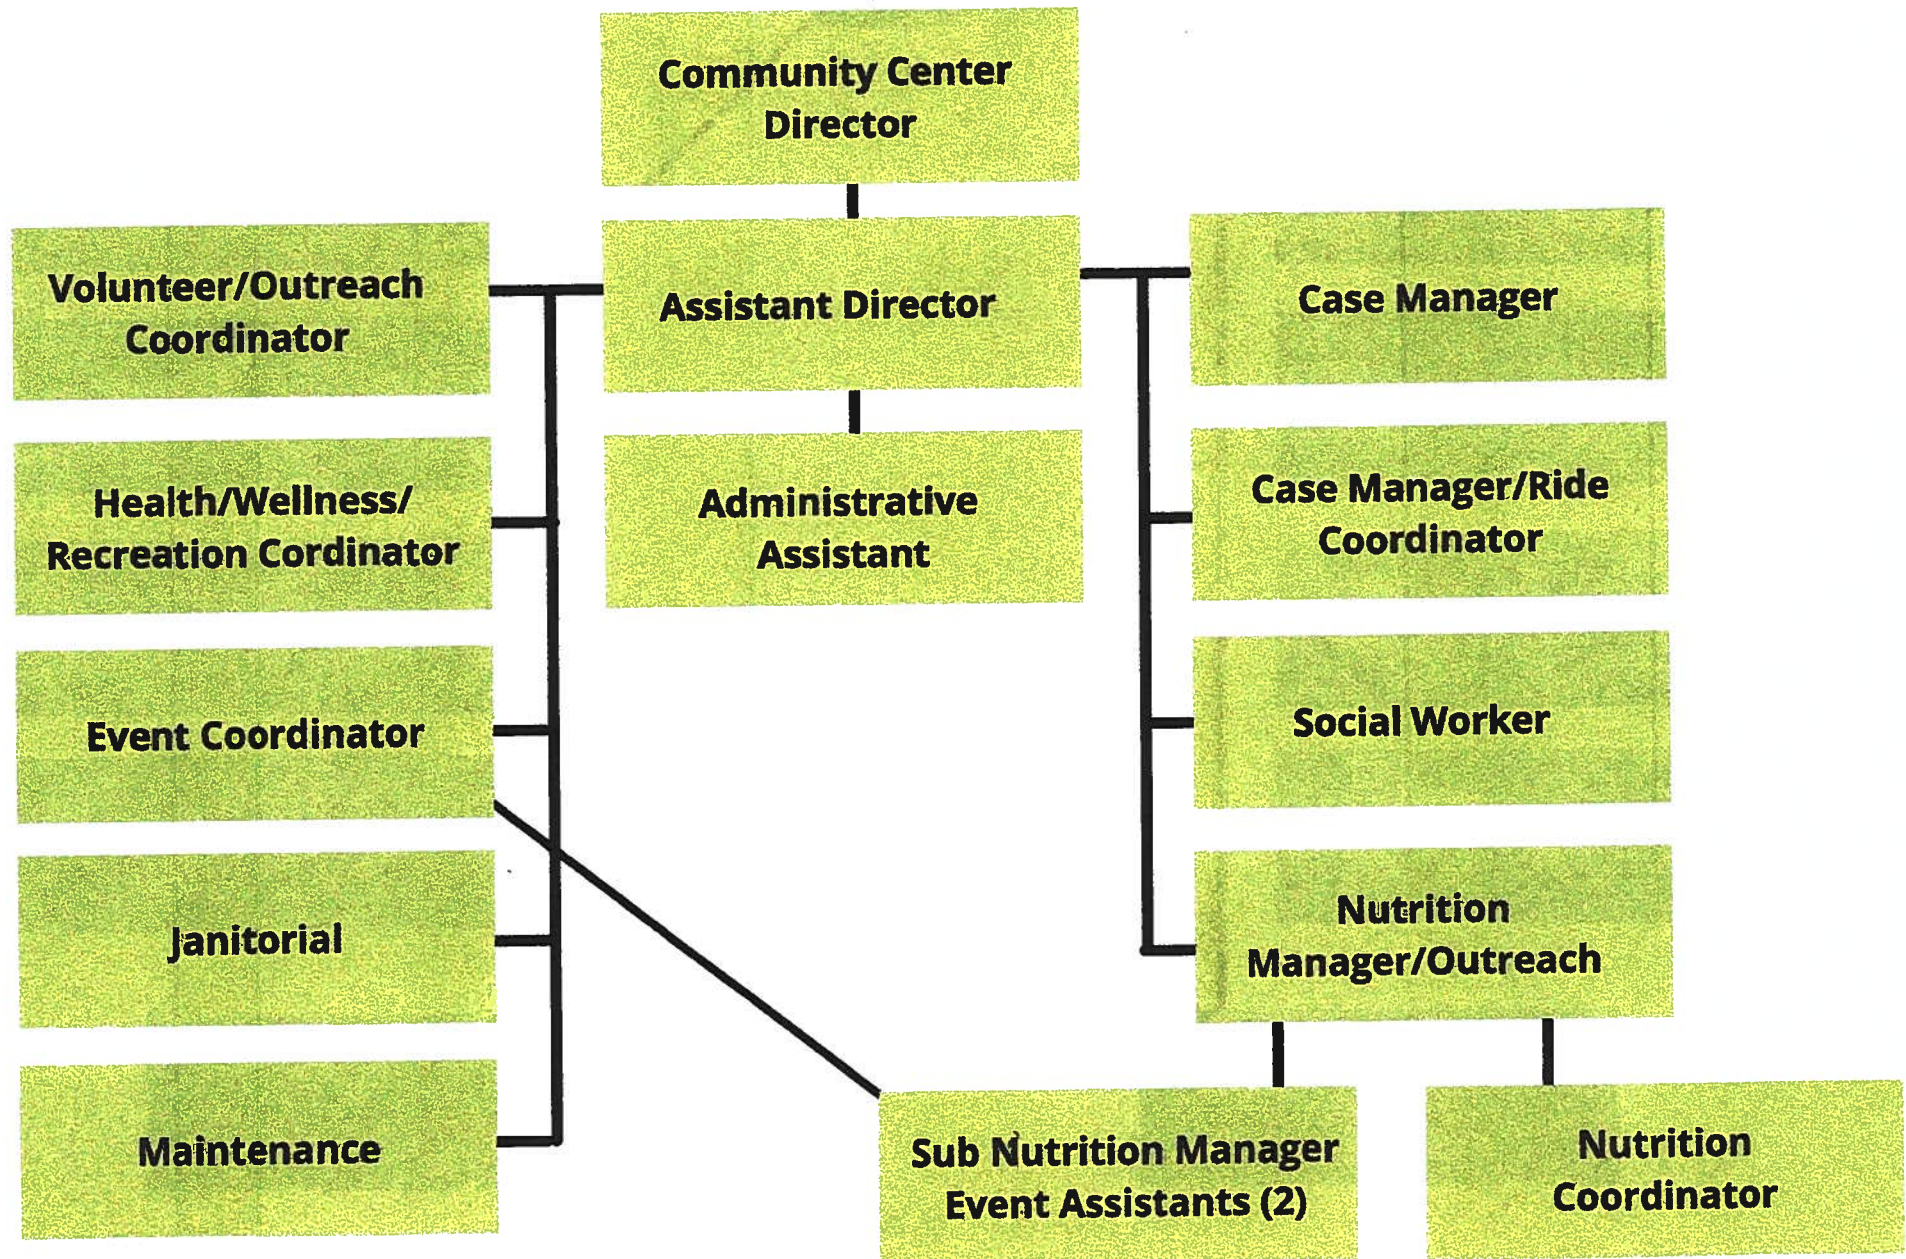 Community Center
Director
Volunteer/Outreach
Coordinator
Assistant Director
Case Manager
Health/Wellness/
Recreation Cordinator
Administrative
Assistant
Case Manager/Ride
Coordinator
Event Coordinator
Social Worker
Janitorial
Nutrition
Manager/Outreach
Maintenance
Sub Nutrition Manager
Event Assistants (2)
Nutrition
Coordinator